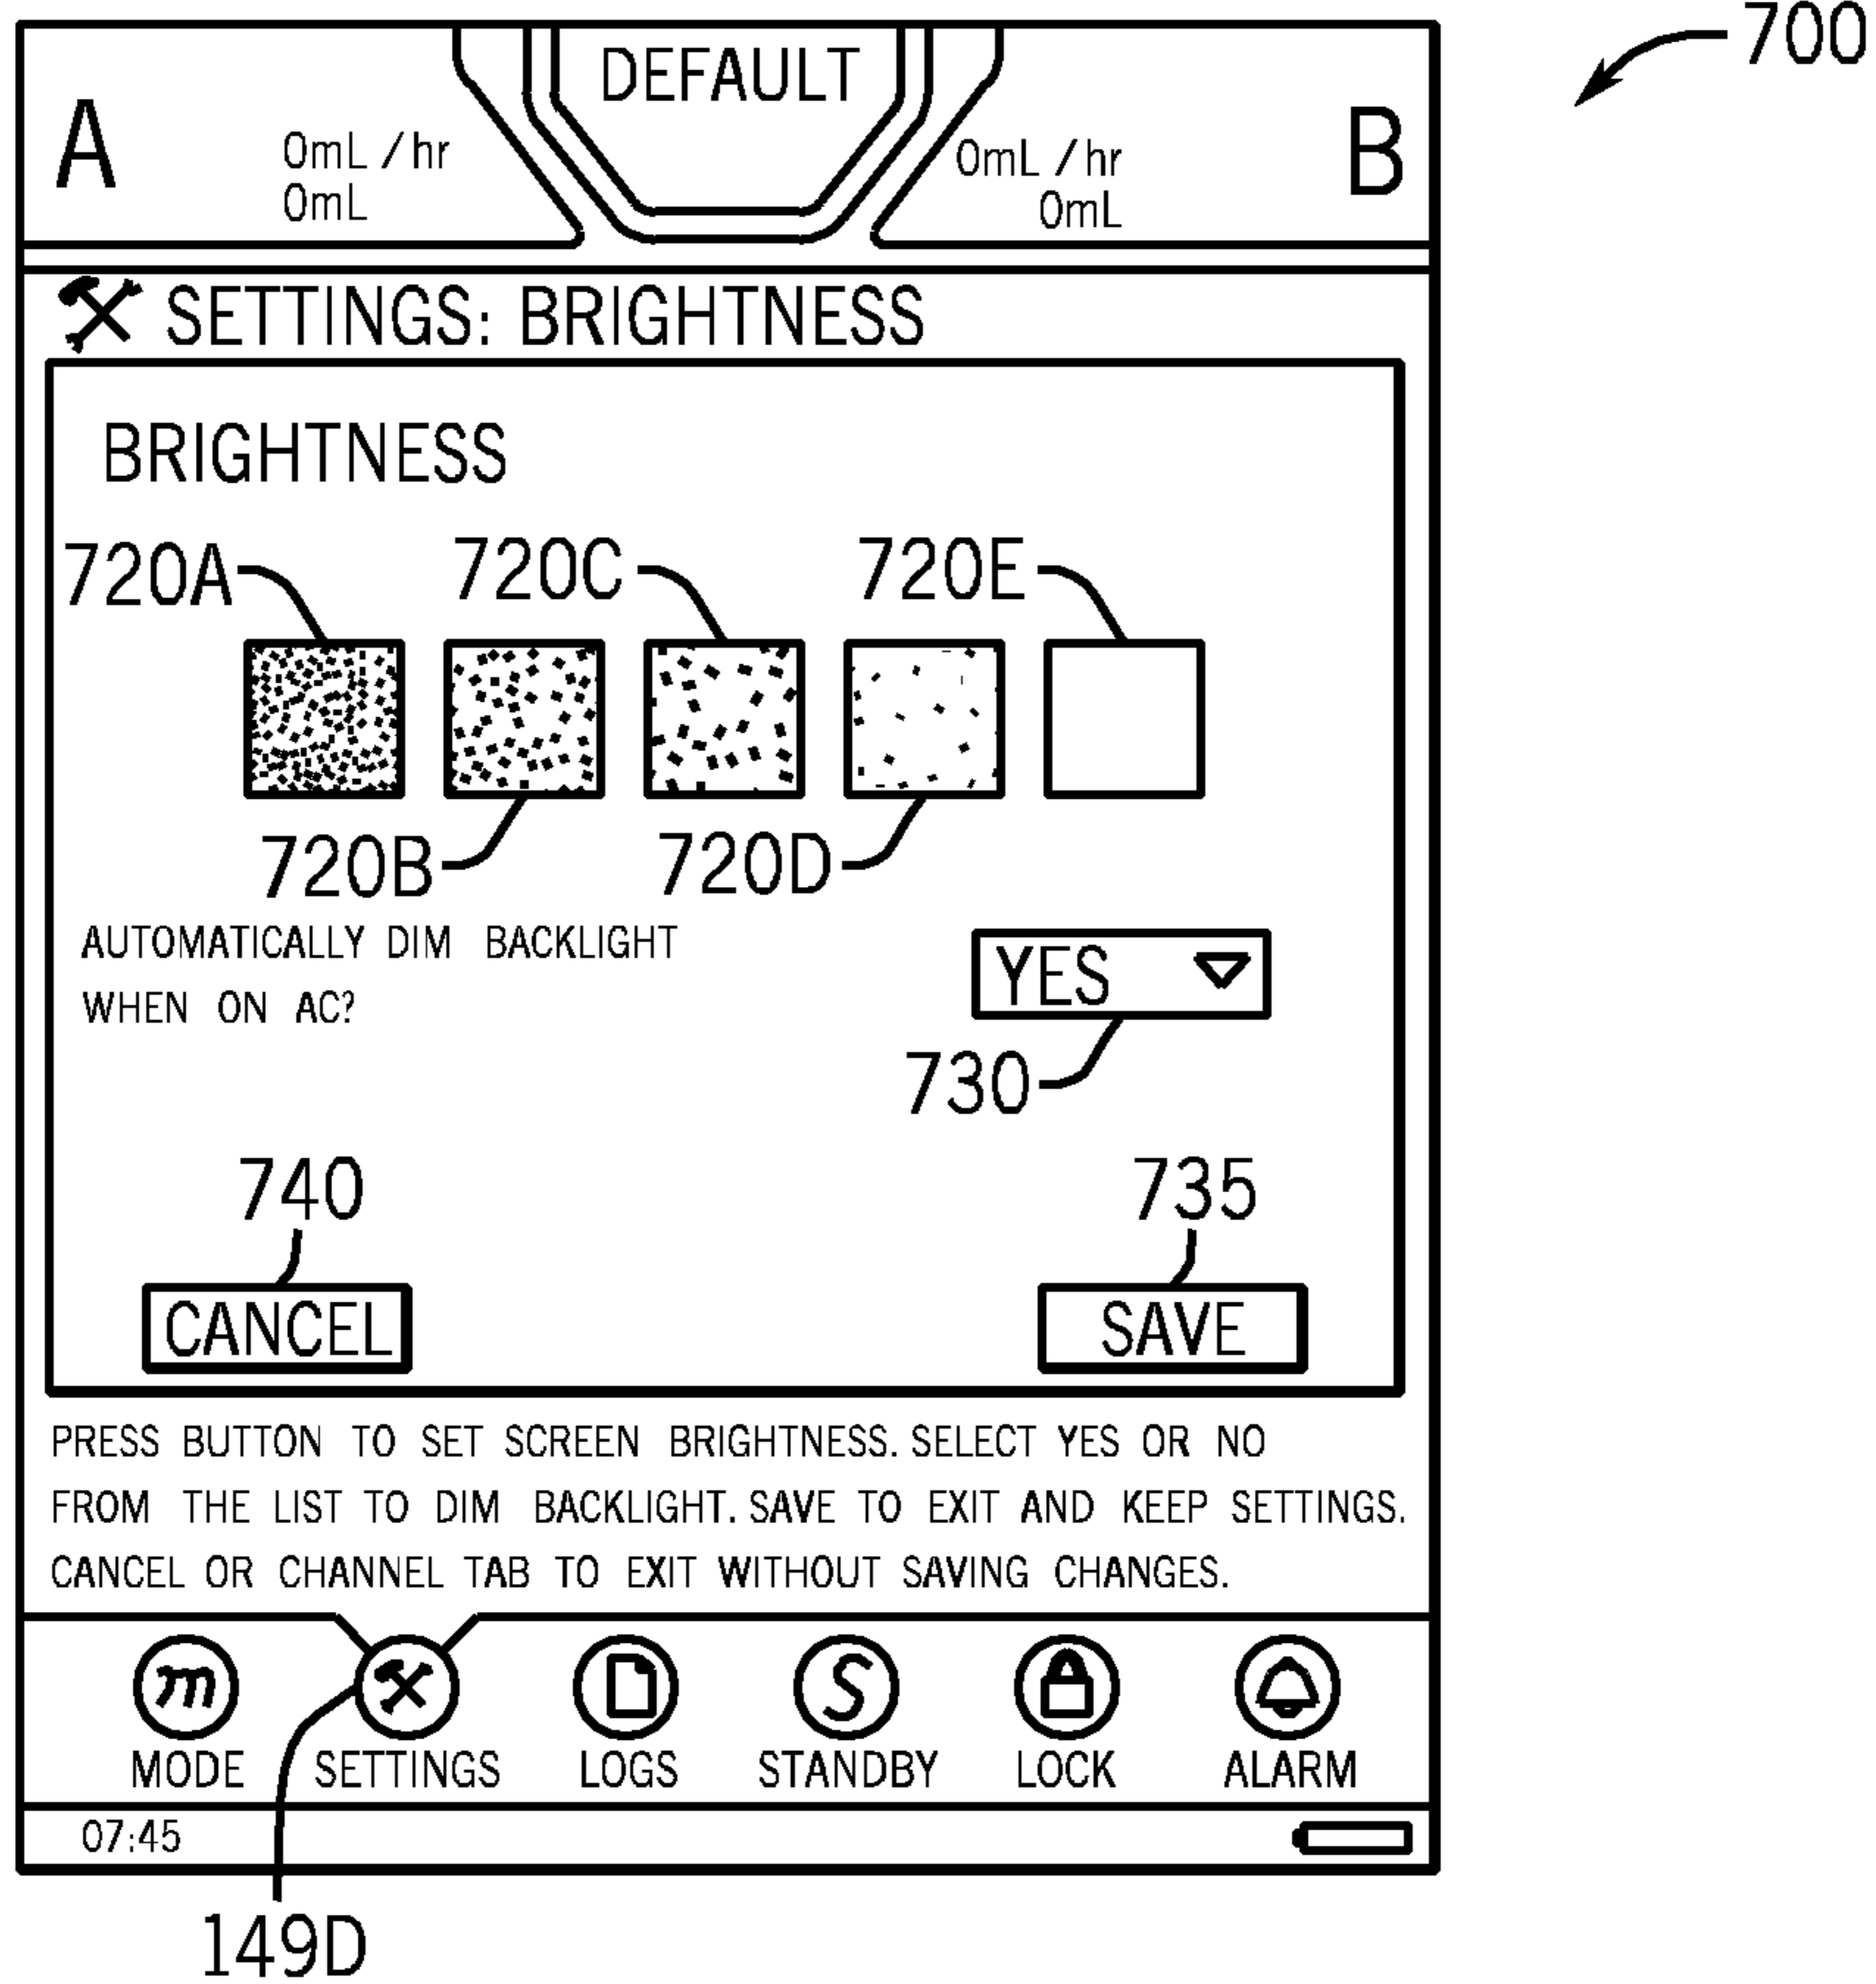 700
DEFAULT
A
0mL /hr
0mL
0mL /hr
0mL
B
SETTINGS: BRIGHTNESS
BRIGHTNESS
720A
720C
720E
720B
720D
AUTOMATICALLY DIM BACKLIGHT
WHEN ON AC?
YES
730
740
735
CANCEL
SAVE
PRESS BUTTON TO SET SCREEN BRIGHTNESS. SELECT YES OR NO
FROM THE LIST TO DIM BACKLIGHT. SAVE TO EXIT AND KEEP SETTINGS.
CANCEL OR CHANNEL TAB TO EXIT WITHOUT SAVING CHANGES.
m
S
MODE
SETTINGS
LOGS
STANDBY
LOCK
ALARM
07:45
149D